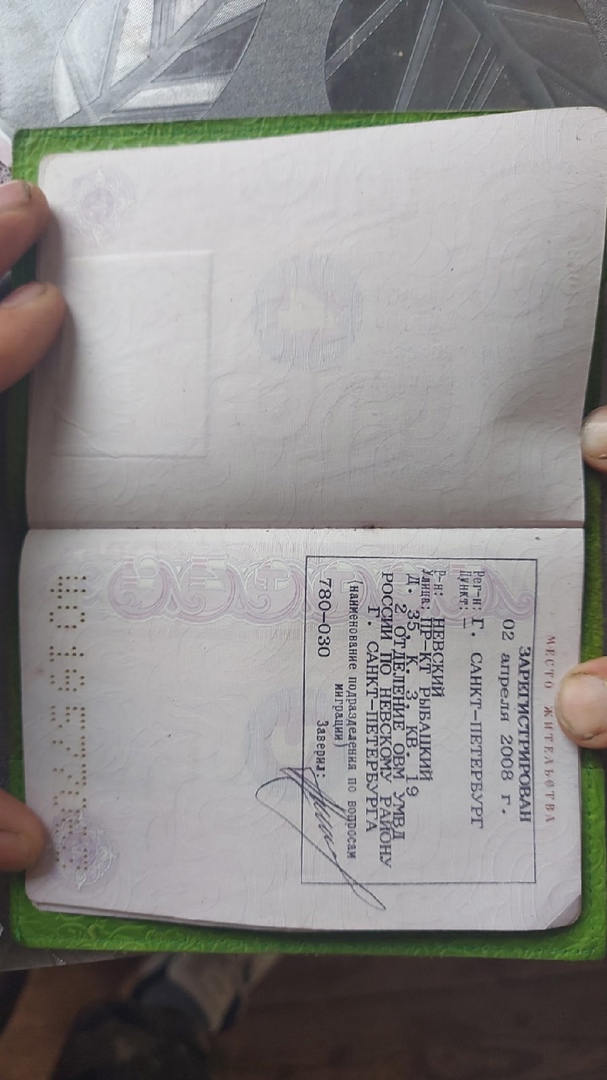 МЕСТО ЖИТЕЛЬСТВА
ЗАРЕГИСТРИРОВАН
02 апреля 2008 г.
Рег-н: Г. САНКТ-ПЕТЕРБУРГ
Пункт: —
Р-н: НЕВСКИЙ
Улица: ПР-КТ РЫБАЦКИЙ
Д. 35, К. 3, КВ. 19
2 ОТДЕЛЕНИЕ ОВМ УМВД
РОССИИ ПО НЕВСКОМУ РАЙОНУ
Г. САНКТ-ПЕТЕРБУРГА
(наименование подразделения по вопросам
миграции)
780-030
Заверил: